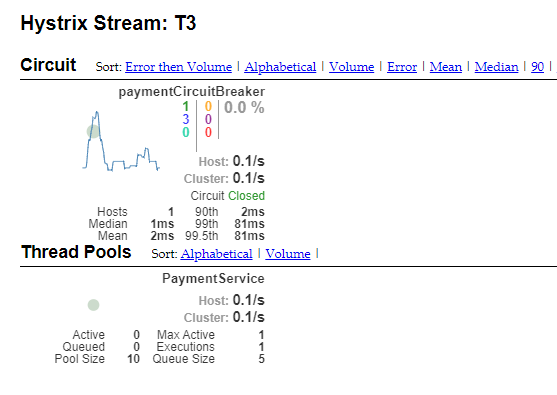 Hystrix Stream: T3
Circuit Sort: Error then Volume | Alphabetical | Volume | Error | Mean | Median | 90 |
paymentCircuitBreaker
1 0 0.0 %
3 0
0 0
Host: 0.1/s
Cluster: 0.1/s
Circuit Closed
Hosts 1 90th 2ms
Median 1ms 99th 81ms
Mean 2ms 99.5th 81ms
Thread Pools Sort: Alphabetical | Volume |
PaymentService
Host: 0.1/s
Cluster: 0.1/s
Active 0 Max Active 1
Queued 0 Executions 1
Pool Size 10 Queue Size 5